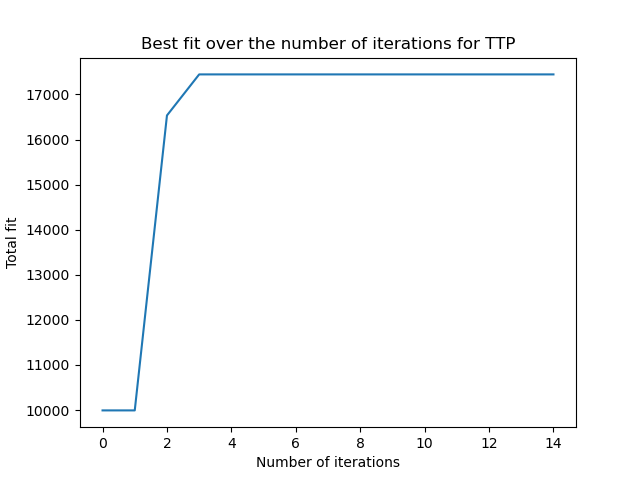 Best fit over the number of iterations for TTP
Total fit
17000
16000
15000
14000
13000
12000
11000
10000
0 2 4 6 8 10 12 14
Number of iterations